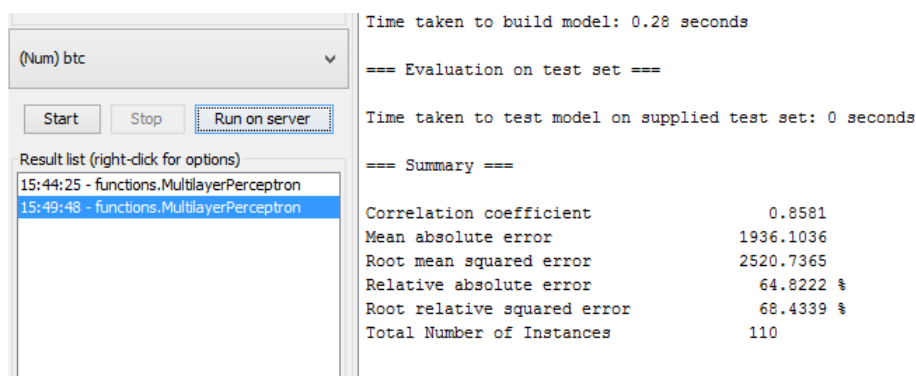 (Num) btc
Start Stop Run on server
Result list (right-click for options)
15:44:25 - functions.MultilayerPerceptron
15:49:48 - functions.MultilayerPerceptron
Time taken to build model: 0.28 seconds
=== Evaluation on test set ===
Time taken to test model on supplied test set: 0 seconds
=== Summary ===
Correlation coefficient 0.8581
Mean absolute error 1936.1036
Root mean squared error 2520.7365
Relative absolute error 64.8222 %
Root relative squared error 68.4339 %
Total Number of Instances 110